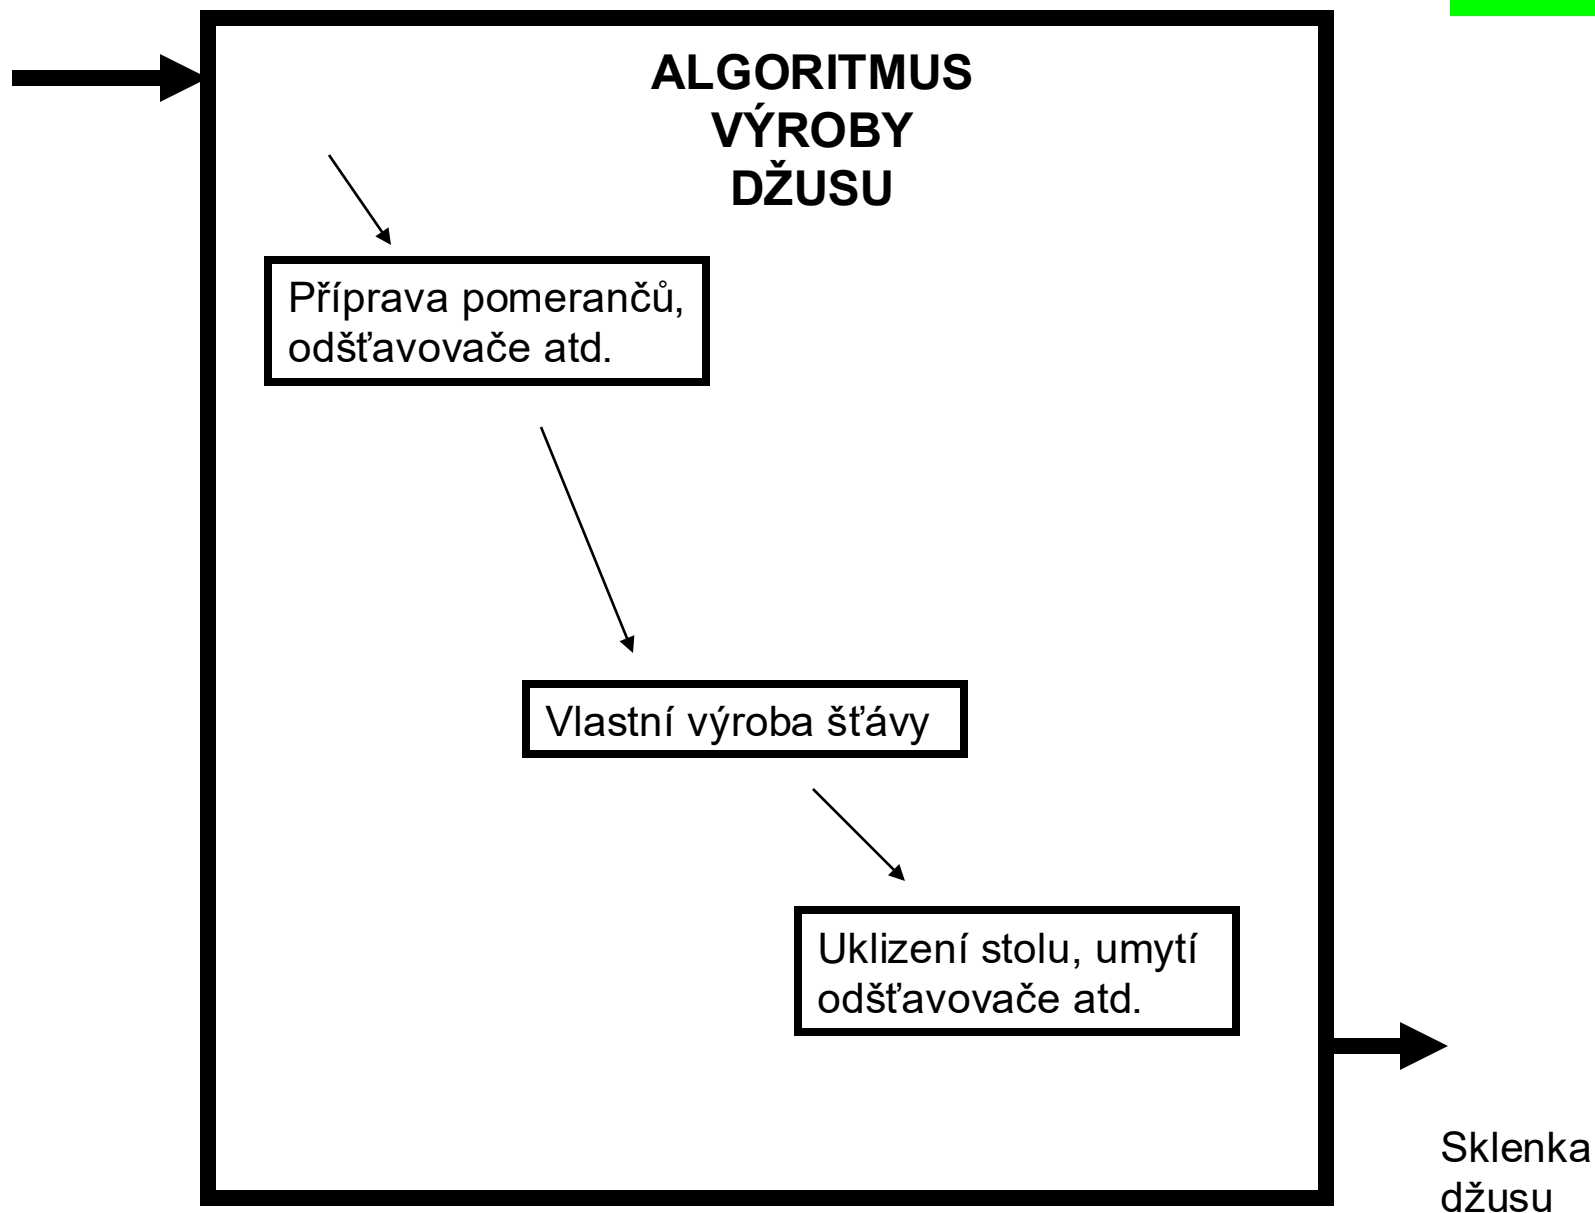 ALGORITMUS
VÝROBY
DŽUSU
Příprava pomerančů,
odšťavovače atd.
Vlastní výroba šťávy
Uklizení stolu, umytí
odšťavovače atd.
Sklenka
džusu